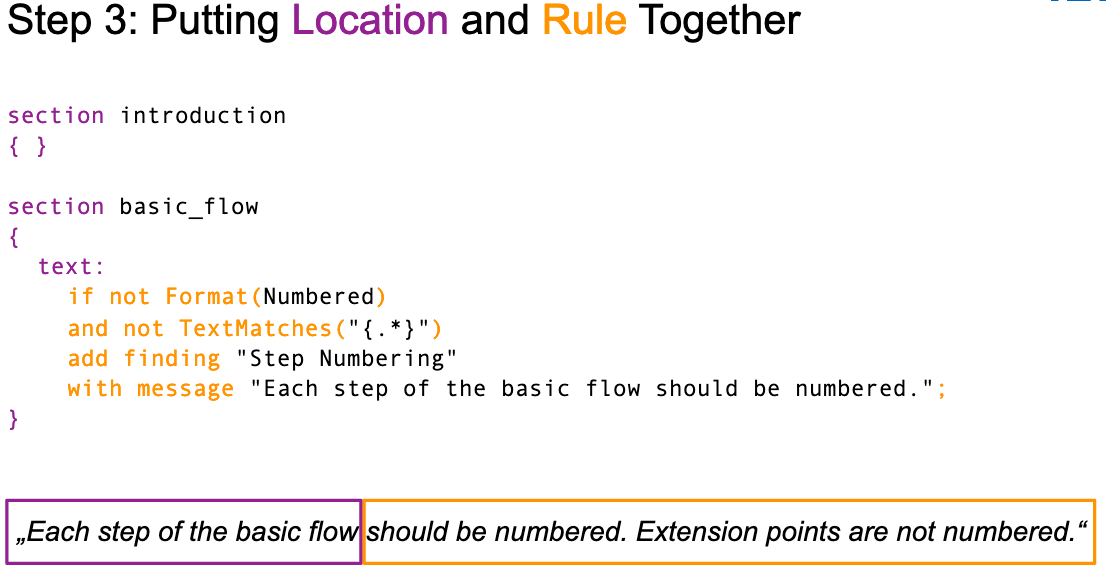 Step 3: Putting Location and Rule Together
section introduction
{ }
section basic_flow
{
text:
if not Format(Numbered)
and not TextMatches("{.*}")
add finding "Step Numbering"
with message "Each step of the basic flow should be numbered.";
}
„Each step of the basic flow should be numbered. Extension points are not numbered.“